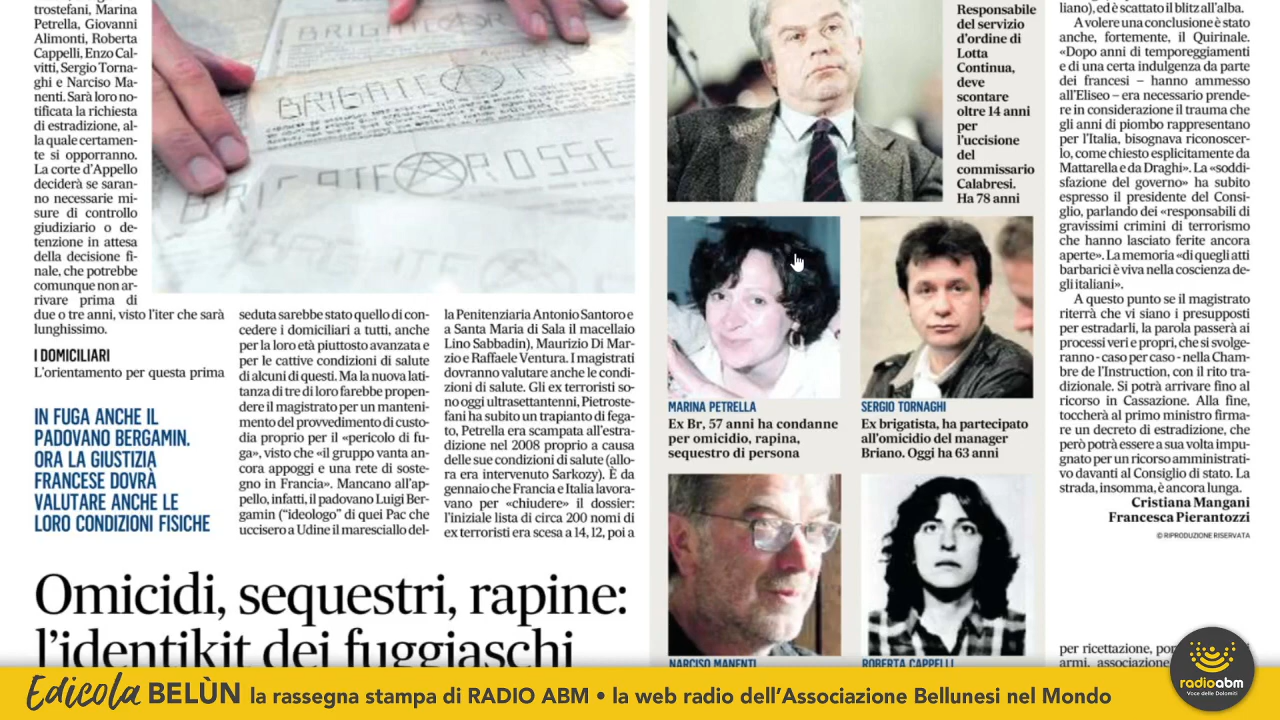 trostefani, Marina
Petrella, Giovanni
Alimonti, Roberta
Cappelli, Enzo Cal-
vitti, Sergio Torna-
ghi e Narciso Ma-
nenti. Sarà loro no-
tificata la richiesta
di estradizione, al-
la quale certamen-
te si opporranno.
La corte d'Appello
deciderà se saran-
no necessarie mi-
sure di controllo
giudiziario o de-
tenzione in attesa
della decisione fi-
nale, che potrebbe
comunque non ar-
rivare prima di
due o tre anni, visto l'iter che sarà
lunghissimo.
I DOMICILIARI
L'orientamento per questa prima
IN FUGA ANCHE IL
PADOVANO BERGAMIN.
ORA LA GIUSTIZIA
FRANCESE DOVRÀ
VALUTARE ANCHE LE
LORO CONDIZIONI FISICHE
BRIGATE
BRIGATE ROSSE
seduta sarebbe stato quello di con-
cedere i domiciliari a tutti, anche
per la loro età piuttosto avanzata e
per le cattive condizioni di salute
di alcuni di questi. Ma la nuova lati-
tanza di tre di loro farebbe propen-
dere il magistrato per un manteni-
mento del provvedimento di custo-
dia proprio per il «pericolo di fu-
ga», visto che «il gruppo vanta an-
cora appoggi e una rete di soste-
gno in Francia». Mancano all'ap-
pello, infatti, il padovano Luigi Ber-
gamin ("ideologo" di quei Pac che
uccisero a Udine il maresciallo del-
la Penitenziaria Antonio Santoro e
a Santa Maria di Sala il macellaio
Lino Sabbadin), Maurizio Di Mar-
zio e Raffaele Ventura. I magistrati
dovranno valutare anche le condi-
zioni di salute. Gli ex terroristi so-
no oggi ultrasettantenni, Pietroste-
fani ha subito un trapianto di fega-
to, Petrella era scampata all'estra-
dizione nel 2008 proprio a causa
delle sue condizioni di salute (allo-
ra era intervenuto Sarkozy). È da
gennaio che Francia e Italia lavora-
vano per «chiudere» il dossier:
l'iniziale lista di circa 200 nomi di
ex terroristi era scesa a 14, 12, poi a
Responsabile
del servizio
d'ordine di
Lotta
Continua,
deve
scontare
oltre 14 anni
per
l'uccisione
del
commissario
Calabresi.
Ha 78 anni
MARINA PETRELLA
Ex Br, 57 anni ha condanne
per omicidio, rapina,
sequestro di persona
SERGIO TORNAGHI
Ex brigatista, ha partecipato
all'omicidio del manager
Briano. Oggi ha 63 anni
NARCISO MANENTI
ROBERTA CAPPELLI
liano), ed è scattato il blitz all'alba.
A volere una conclusione è stato
anche, fortemente, il Quirinale.
«Dopo anni di temporeggiamenti
e di una certa indulgenza da parte
dei francesi – hanno ammesso
all'Eliseo – era necessario prende-
re in considerazione il trauma che
gli anni di piombo rappresentano
per l'Italia, bisognava riconoscer-
lo, come chiesto esplicitamente da
Mattarella e da Draghi». La «soddi-
sfazione del governo» ha subito
espresso il presidente del Consi-
glio, parlando dei «responsabili di
gravissimi crimini di terrorismo
che hanno lasciato ferite ancora
aperte». La memoria «di quegli atti
barbarici è viva nella coscienza de-
gli italiani».
A questo punto se il magistrato
riterrà che vi siano i presupposti
per estradarli, la parola passerà ai
processi veri e propri, che si svolge-
ranno - caso per caso - nella Cham-
bre de l'Instruction, con il rito tra-
dizionale. Si potrà arrivare fino al
ricorso in Cassazione. Alla fine,
toccherà al primo ministro firma-
re un decreto di estradizione, che
però potrà essere a sua volta impu-
gnato per un ricorso amministrati-
vo davanti al Consiglio di stato. La
strada, insomma, è ancora lunga.
Cristiana Mangani
Francesca Pierantozzi
© RIPRODUZIONE RISERVATA
Omicidi, sequestri, rapine:
l'identikit dei fuggiaschi
per ricettazione,
armi, associazione
Edicola BELÙN la rassegna stampa di RADIO ABM • la web radio dell'Associazione Bellunesi nel Mondo
radioabm
Voce delle Dolomiti